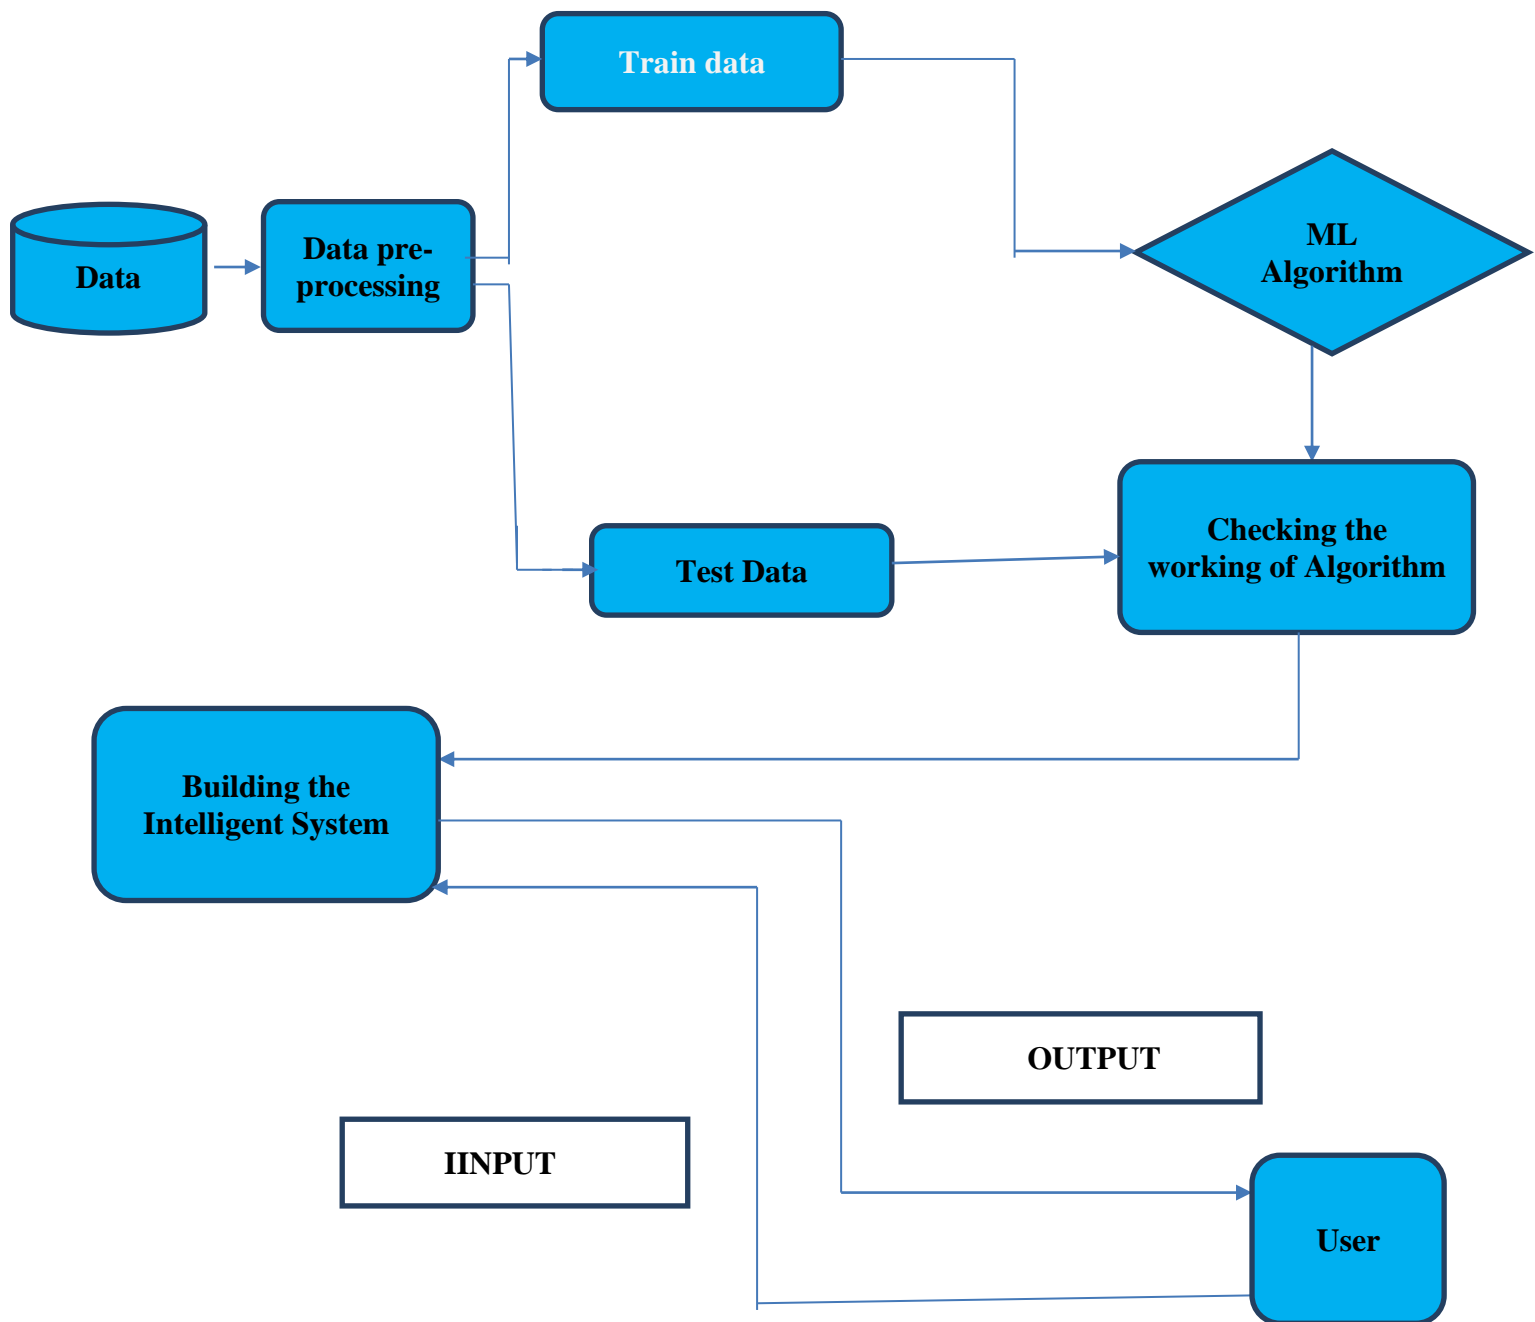 Train data
ML
Algorithm
Data pre-
processing
Data
Checking the
working of Algorithm
Test Data
Building the
Intelligent System
OUTPUT
IINPUT
User